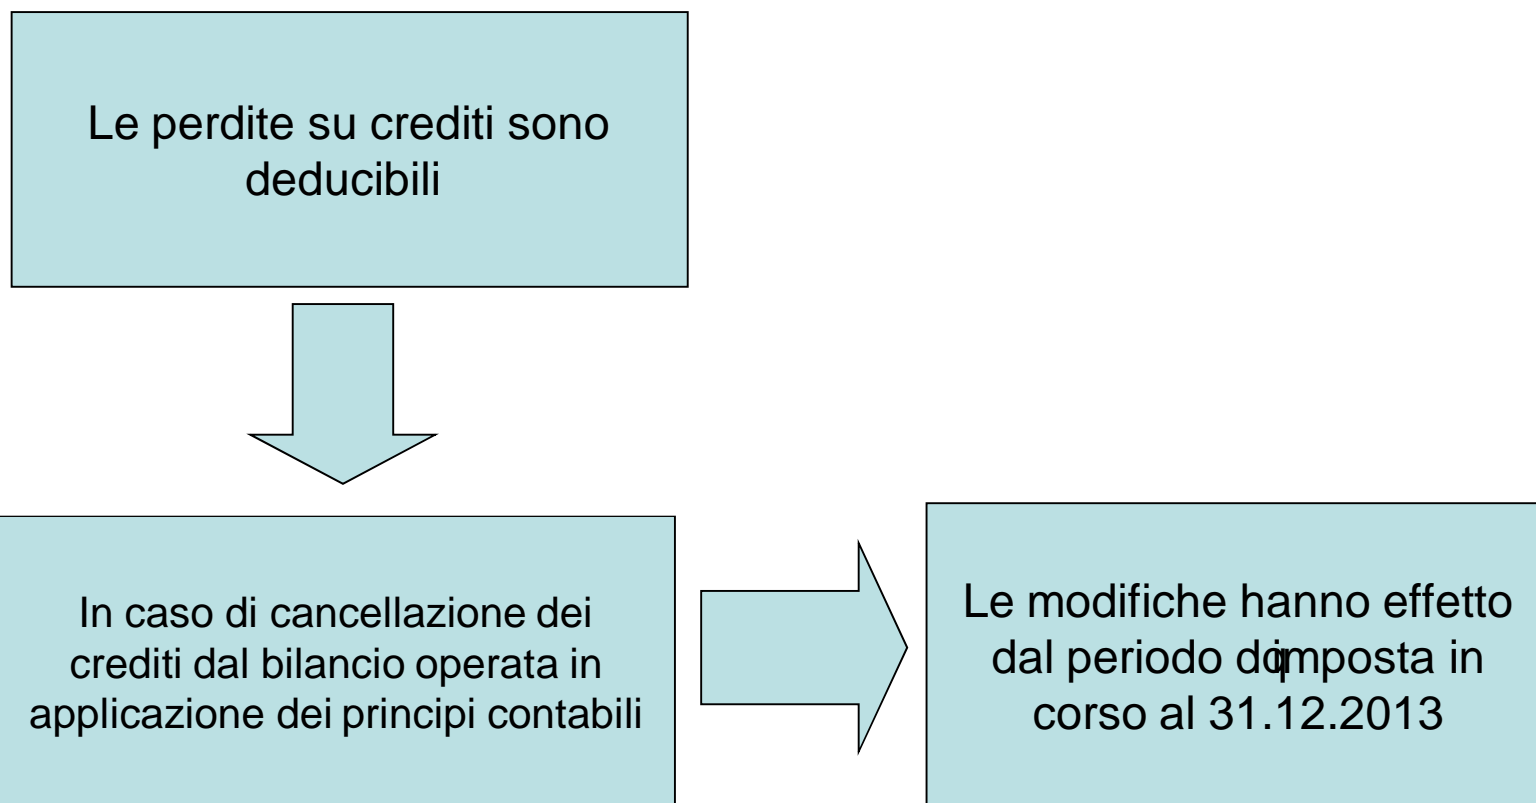 Le perdite su crediti sono
deducibili
In caso di cancellazione dei
crediti dal bilancio operata in
applicazione dei principi contabili
Le modifiche hanno effetto
dal periodo d’imposta in
corso al 31.12.2013